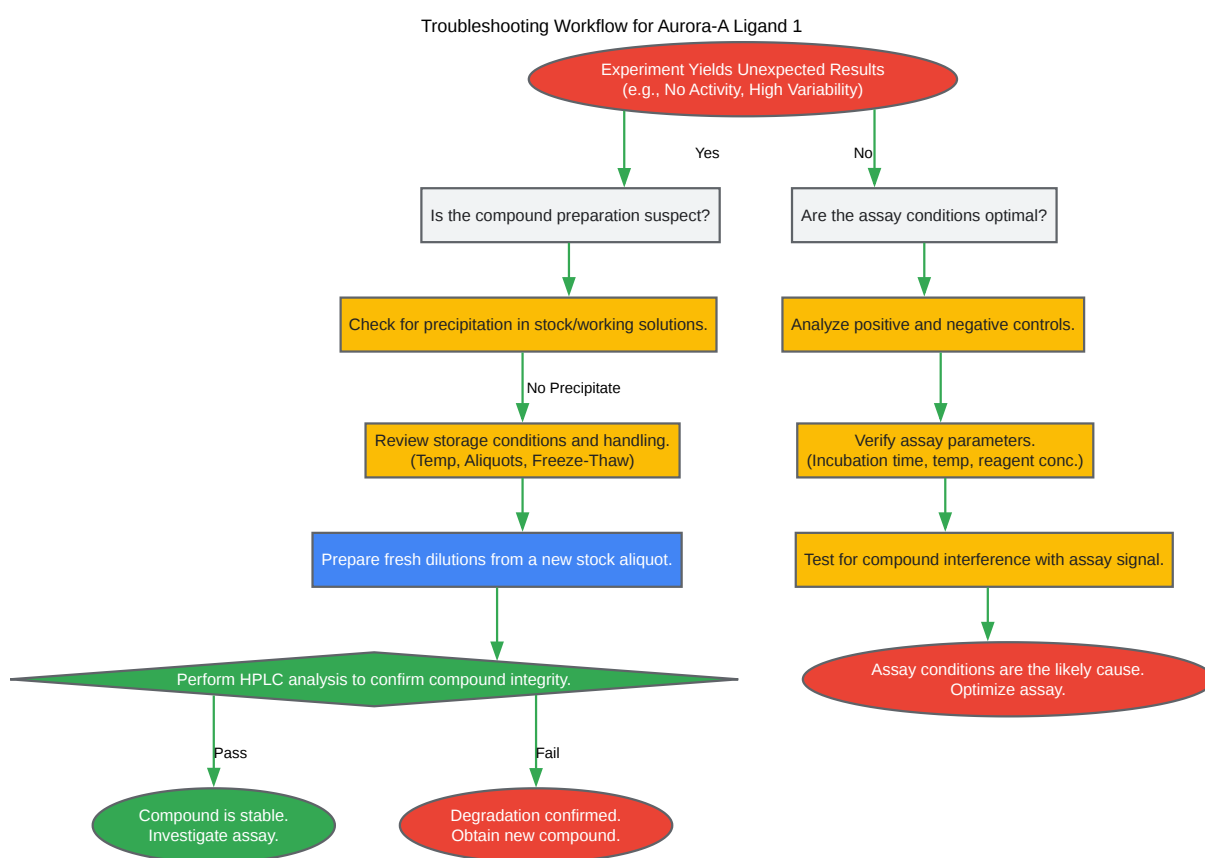 Troubleshooting Workflow for Aurora-A Ligand 1
Experiment Yields Unexpected Results
(e.g., No Activity, High Variability)
Yes
No
Is the compound preparation suspect?
Are the assay conditions optimal?
Check for precipitation in stock/working solutions.
Analyze positive and negative controls.
No Precipitate
Review storage conditions and handling.
(Temp, Aliquots, Freeze-Thaw)
Verify assay parameters.
(Incubation time, temp, reagent conc.)
Prepare fresh dilutions from a new stock aliquot.
Test for compound interference with assay signal.
Perform HPLC analysis to confirm compound integrity.
Assay conditions are the likely cause.
Optimize assay.
Pass
Fail
Compound is stable.
Investigate assay.
Degradation confirmed.
Obtain new compound.